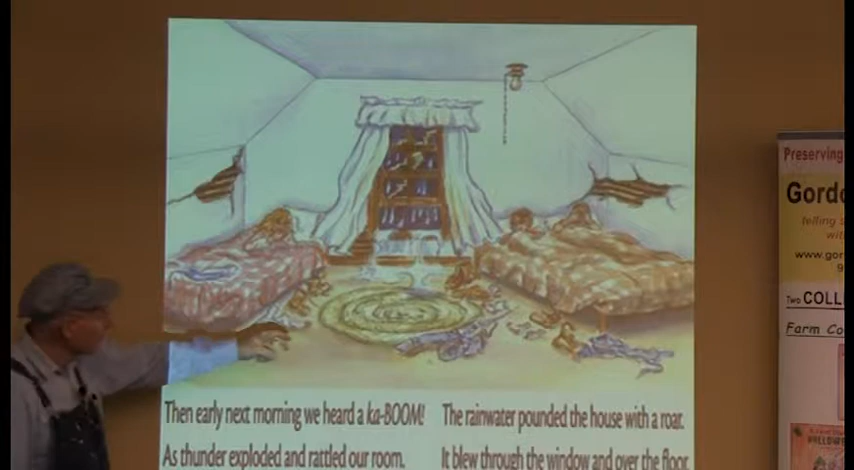 Then early next morning we heard a ka-BOOM!
As thunder exploded and rattled our room.
The rainwater pounded the house with a roar.
It blew through the window and over the floor.
Preserving
Gord
telling
with
www.gor
Two COLL
Farm Co
HALLOWE